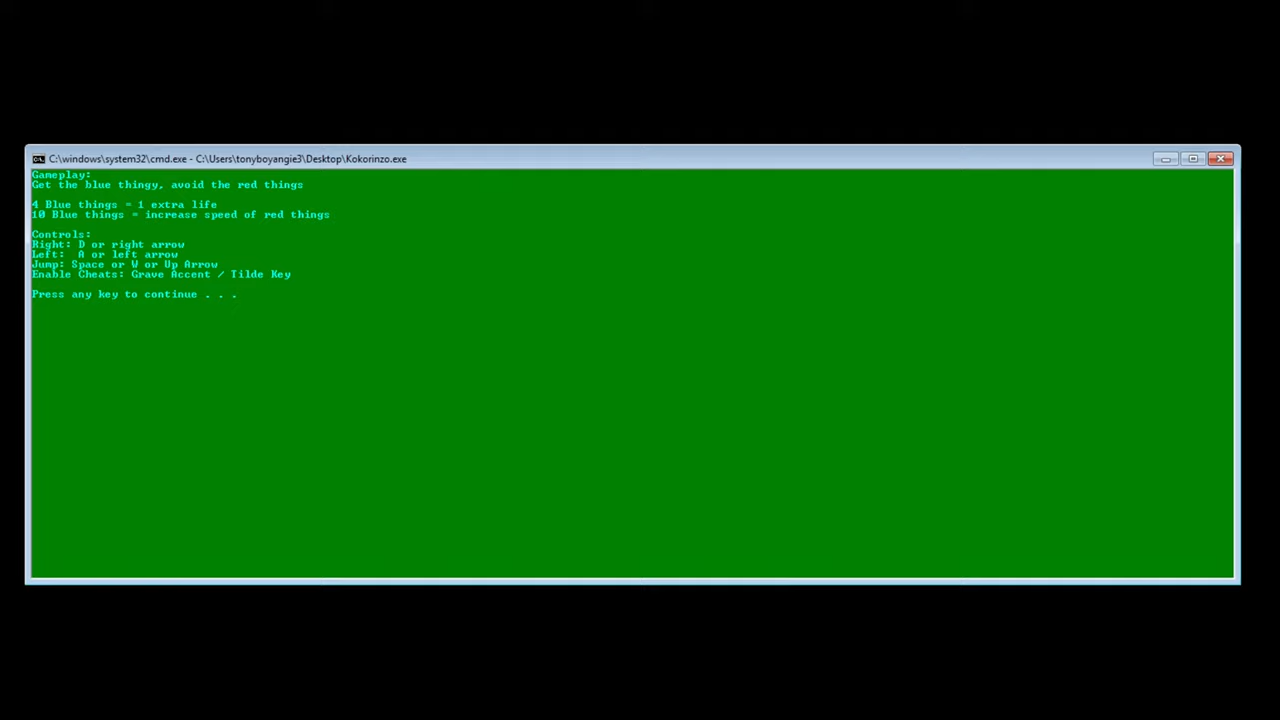 C:\windows\system32\cmd.exe - C:\Users\tonyboyangie3\Desktop\Kokorinzo.exe
Gameplay:
Get the blue thingy, avoid the red things
4 Blue things = 1 extra life
10 Blue things = increase speed of red things
Controls:
Right: D or right arrow
Left:  A or left arrow
Jump: Space or W or Up Arrow
Enable Cheats: Grave Accent / Tilde Key
Press any key to continue . . .